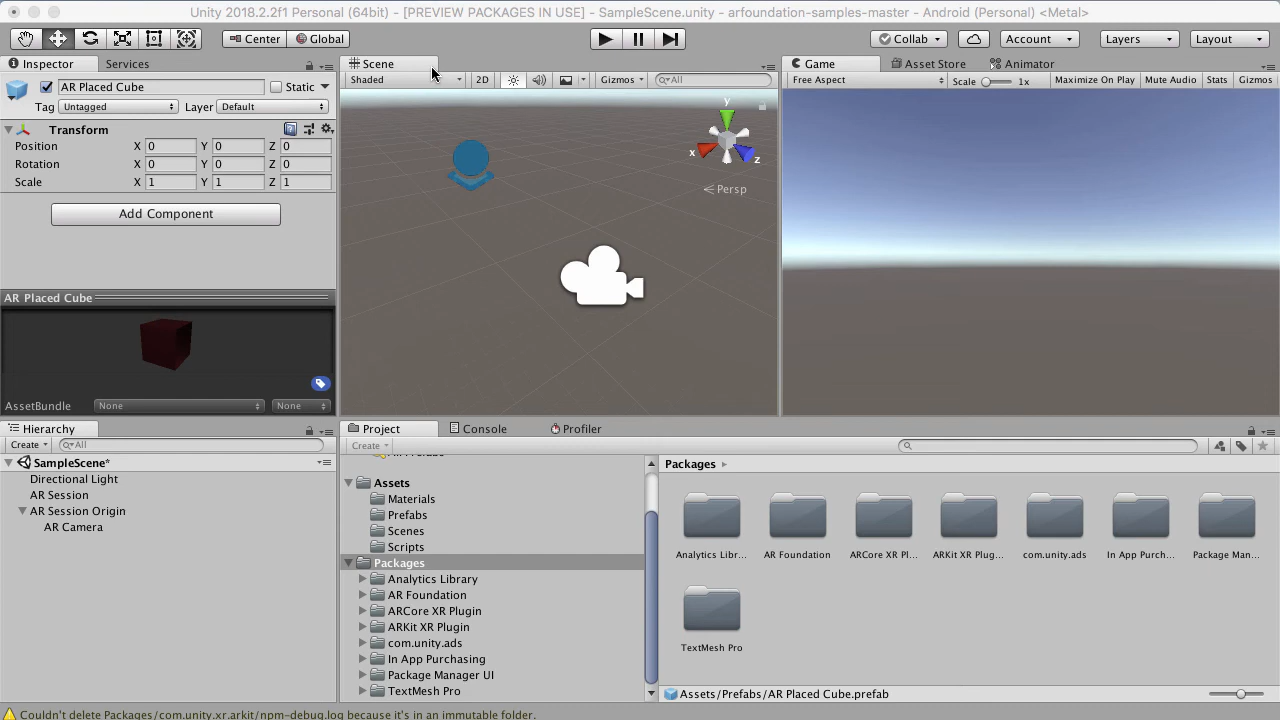 Unity 2018.2.2f1 Personal (64bit) - [PREVIEW PACKAGES IN USE] - SampleScene.unity - arfoundation-samples-master - Android (Personal) <Metal>
Center Global Collab Account Layers Layout
Inspector Services
AR Placed Cube Static
Tag Untagged Layer Default
Transform
Position X 0 Y 0 Z 0
Rotation X 0 Y 0 Z 0
Scale X 1 Y 1 Z 1
Add Component
AR Placed Cube
AssetBundle None None
Scene
Shaded 2D Gizmos All
y
x z
Persp
Game Asset Store Animator
Free Aspect Scale 1x Maximize On Play Mute Audio Stats Gizmos
Hierarchy
Create All
SampleScene*
Directional Light
AR Session
AR Session Origin
AR Camera
Project Console Profiler
Create
Assets
Materials
Prefabs
Scenes
Scripts
Packages
Analytics Library
AR Foundation
ARCore XR Plugin
ARKit XR Plugin
com.unity.ads
In App Purchasing
Package Manager UI
TextMesh Pro
Packages
Analytics Libr... AR Foundation ARCore XR Pl... ARKit XR Plug... com.unity.ads In App Purch... Package Man...
TextMesh Pro
Assets/Prefabs/AR Placed Cube.prefab
Couldn't delete Packages/com.unity.xr.arkit/npm-debug.log because it's in an immutable folder.